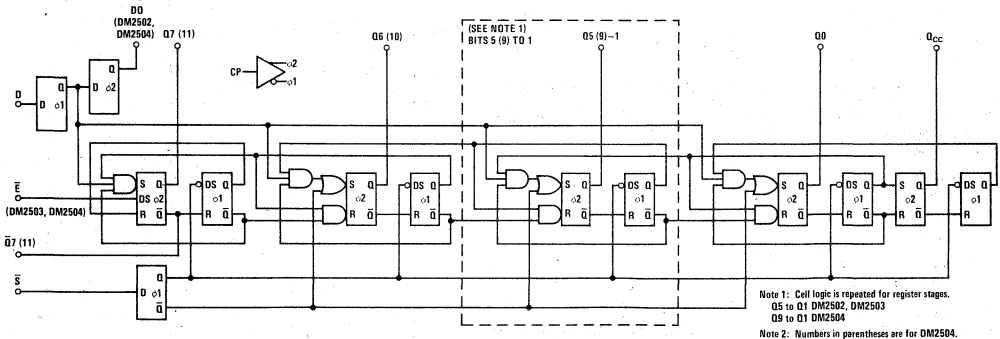 DO
(DM2502,
DM2504)
Q7 (11)
Q6 (10)
(SEE NOTE 1)
BITS 5 (9) TO 1
Q5 (9)-1
Q0
QCC
CP
ϕ2
ϕ1
D
D
Q
ϕ1
D
Q
ϕ2
S Q
DS ϕ2
R Q̅
DS Q
ϕ1
R Q̅
S Q
ϕ2
R Q̅
DS Q
ϕ1
R Q̅
S Q
ϕ2
R Q̅
DS Q
ϕ1
R Q̅
S Q
ϕ2
R Q̅
DS Q
ϕ1
R Q̅
S Q
ϕ2
R Q̅
DS Q
ϕ1
R
E̅
(DM2503, DM2504)
Q̅7 (11)
S̅
Q
D ϕ1
Q̅
Note 1: Cell logic is repeated for register stages.
Q5 to Q1 DM2502, DM2503
Q9 to Q1 DM2504
Note 2: Numbers in parentheses are for DM2504.